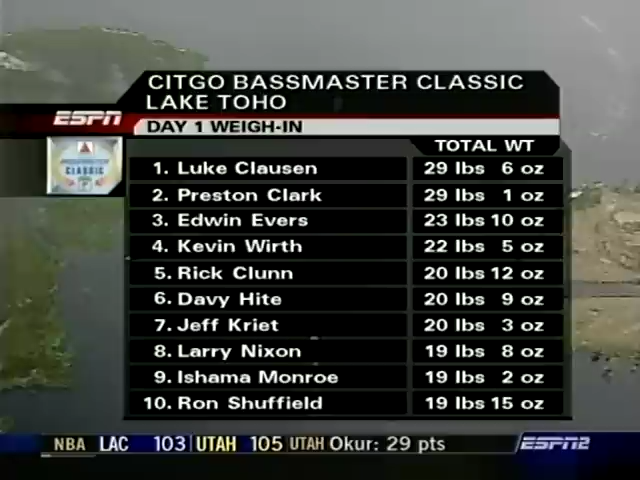 CITGO BASSMASTER CLASSIC
LAKE TOHO
ESPN
DAY 1 WEIGH-IN
CLASSIC
TOTAL WT
1. Luke Clausen 29 lbs 6 oz
2. Preston Clark 29 lbs 1 oz
3. Edwin Evers 23 lbs 10 oz
4. Kevin Wirth 22 lbs 5 oz
5. Rick Clunn 20 lbs 12 oz
6. Davy Hite 20 lbs 9 oz
7. Jeff Kriet 20 lbs 3 oz
8. Larry Nixon 19 lbs 8 oz
9. Ishama Monroe 19 lbs 2 oz
10. Ron Shuffield 19 lbs 15 oz
NBA LAC 103 UTAH 105 UTAH Okur: 29 pts ESPN2